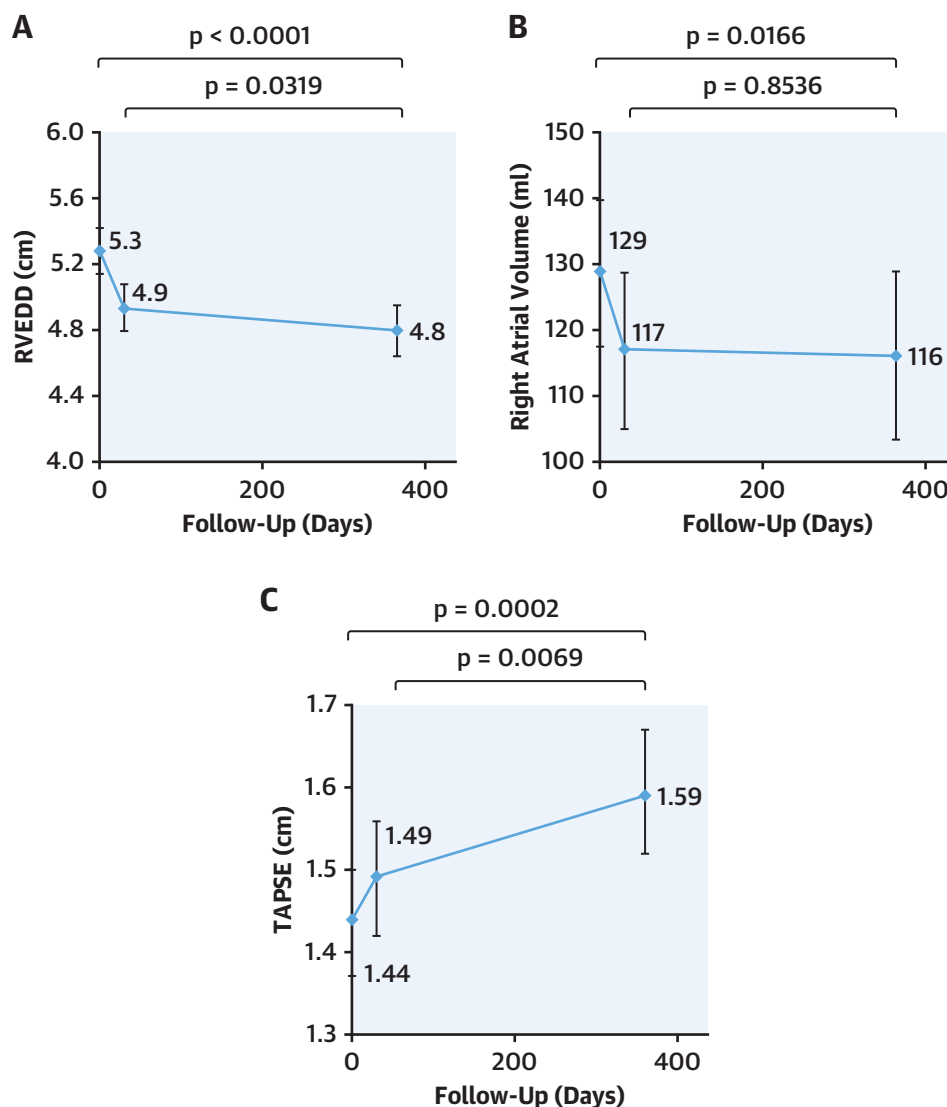 A
p < 0.0001
p = 0.0319
6.0
5.6
5.2
4.8
4.4
4.0
RVEDD (cm)
5.3
4.9
4.8
0 200 400
Follow-Up (Days)
B
p = 0.0166
p = 0.8536
150
140
130
120
110
100
Right Atrial Volume (ml)
129
117
116
0 200 400
Follow-Up (Days)
C
p = 0.0002
p = 0.0069
1.7
1.6
1.5
1.4
1.3
TAPSE (cm)
1.49
1.59
1.44
0 200 400
Follow-Up (Days)